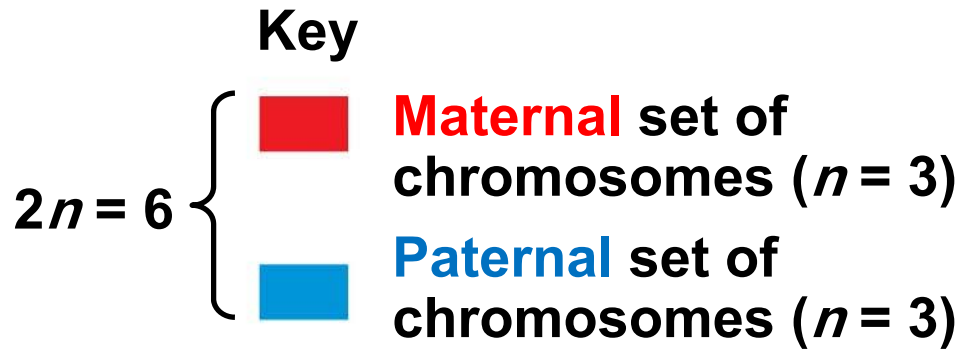 Key
2n = 6
Maternal set of
chromosomes (n = 3)
Paternal set of
chromosomes (n = 3)